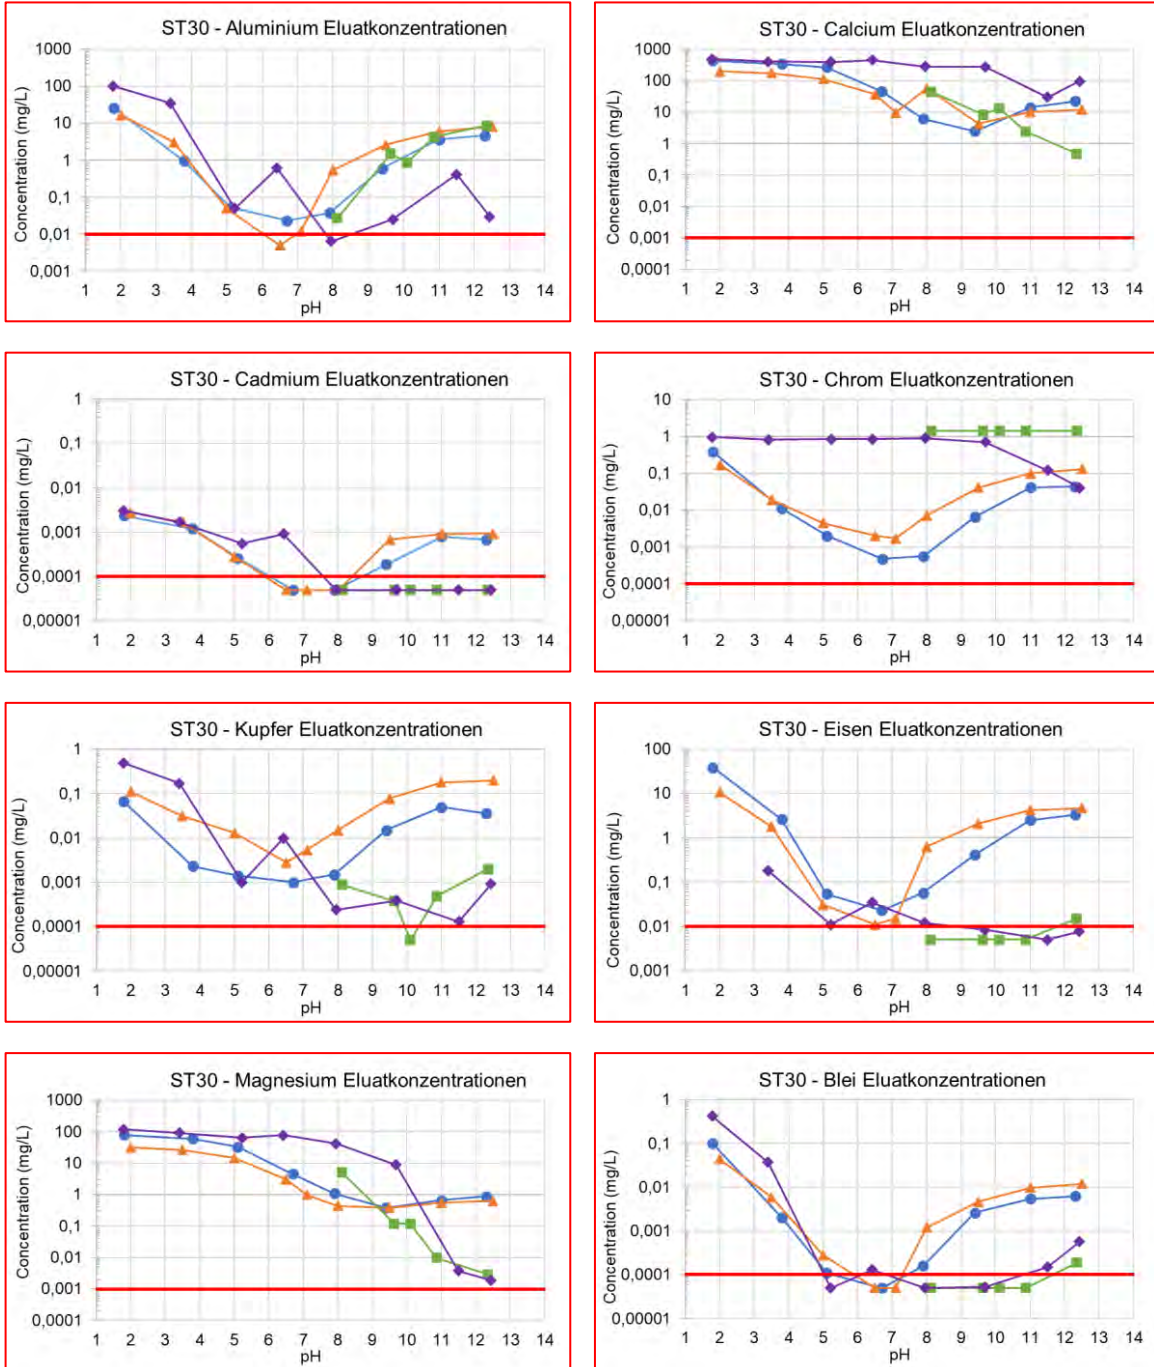 ST30 - Aluminium Eluatkonzentrationen
Concentration (mg/L)
1000
100
10
1
0,1
0,01
0,001
1 2 3 4 5 6 7 8 9 10 11 12 13 14
pH
ST30 - Calcium Eluatkonzentrationen
Concentration (mg/L)
1000
100
10
1
0,1
0,01
0,001
0,0001
1 2 3 4 5 6 7 8 9 10 11 12 13 14
pH
ST30 - Cadmium Eluatkonzentrationen
Concentration (mg/L)
1
0,1
0,01
0,001
0,0001
0,00001
1 2 3 4 5 6 7 8 9 10 11 12 13 14
pH
ST30 - Chrom Eluatkonzentrationen
Concentration (mg/L)
10
1
0,1
0,01
0,001
0,0001
0,00001
1 2 3 4 5 6 7 8 9 10 11 12 13 14
pH
ST30 - Kupfer Eluatkonzentrationen
Concentration (mg/L)
1
0,1
0,01
0,001
0,0001
0,00001
1 2 3 4 5 6 7 8 9 10 11 12 13 14
pH
ST30 - Eisen Eluatkonzentrationen
Concentration (mg/L)
100
10
1
0,1
0,01
0,001
1 2 3 4 5 6 7 8 9 10 11 12 13 14
pH
ST30 - Magnesium Eluatkonzentrationen
Concentration (mg/L)
1000
100
10
1
0,1
0,01
0,001
0,0001
1 2 3 4 5 6 7 8 9 10 11 12 13 14
pH
ST30 - Blei Eluatkonzentrationen
Concentration (mg/L)
1
0,1
0,01
0,001
0,0001
0,00001
1 2 3 4 5 6 7 8 9 10 11 12 13 14
pH